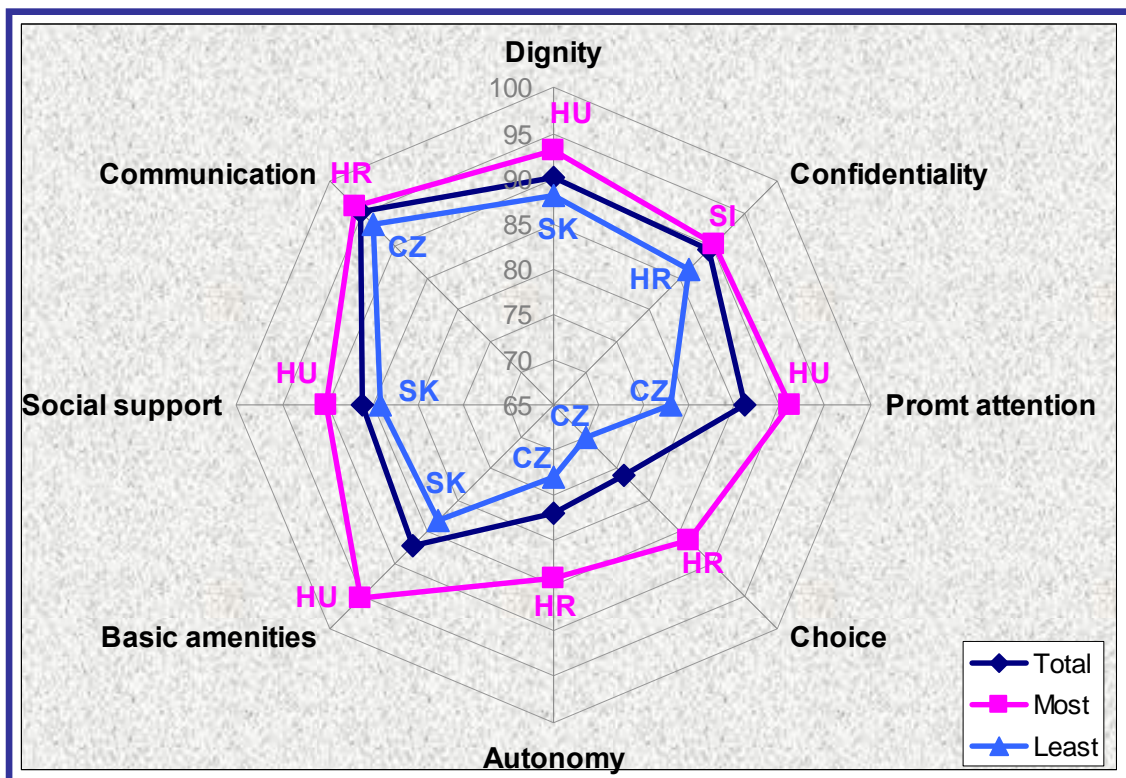 Dignity
100
95
HU
Communication
HR
90
Confidentiality
SI
85
SK
CZ
HR
80
75
70
HU
Social support
SK
65
CZ
HU
Promt attention
CZ
CZ
SK
HU
HR
HR
Basic amenities
Choice
Autonomy
Total
Most
Least